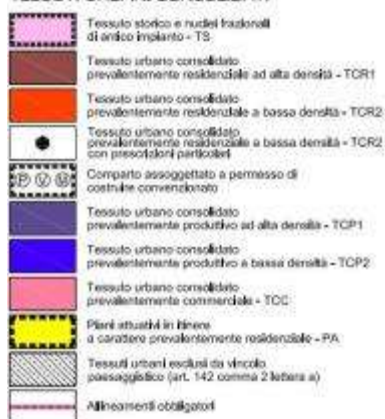 Tessuto storico e nuclei frazionali
di antico impianto - TS
Tessuto urbano consolidato
prevalentemente residenziale ad alta densità - TCR1
Tessuto urbano consolidato
prevalentemente residenziale a bassa densità - TCR2
Tessuto urbano consolidato
prevalentemente residenziale a bassa densità - TCR2
con prescrizioni particolari
P V M
Comparto assoggettato a permesso di
costruire convenzionato
Tessuto urbano consolidato
prevalentemente produttivo ad alta densità - TCP1
Tessuto urbano consolidato
prevalentemente produttivo a bassa densità - TCP2
Tessuto urbano consolidato
prevalentemente commerciale - TCC
Piani attuativi in itinere
a carattere prevalentemente residenziale - PA
Tessuti urbani esclusi da vincolo
paesaggistico (art. 142 comma 2 lettera a)
Allineamenti obbligatori